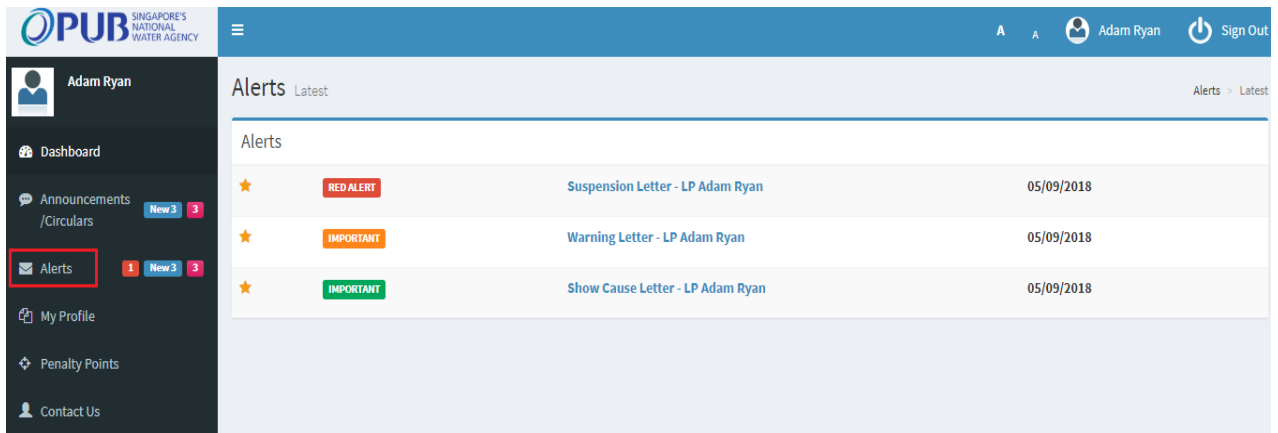 PUB SINGAPORE'S
NATIONAL
WATER AGENCY
A A Adam Ryan Sign Out
Adam Ryan
Dashboard
Announcements
/Circulars New 3 3
Alerts 1 New 3 3
My Profile
Penalty Points
Contact Us
Alerts Latest
Alerts > Latest
Alerts
RED ALERT Suspension Letter - LP Adam Ryan 05/09/2018
IMPORTANT Warning Letter - LP Adam Ryan 05/09/2018
IMPORTANT Show Cause Letter - LP Adam Ryan 05/09/2018